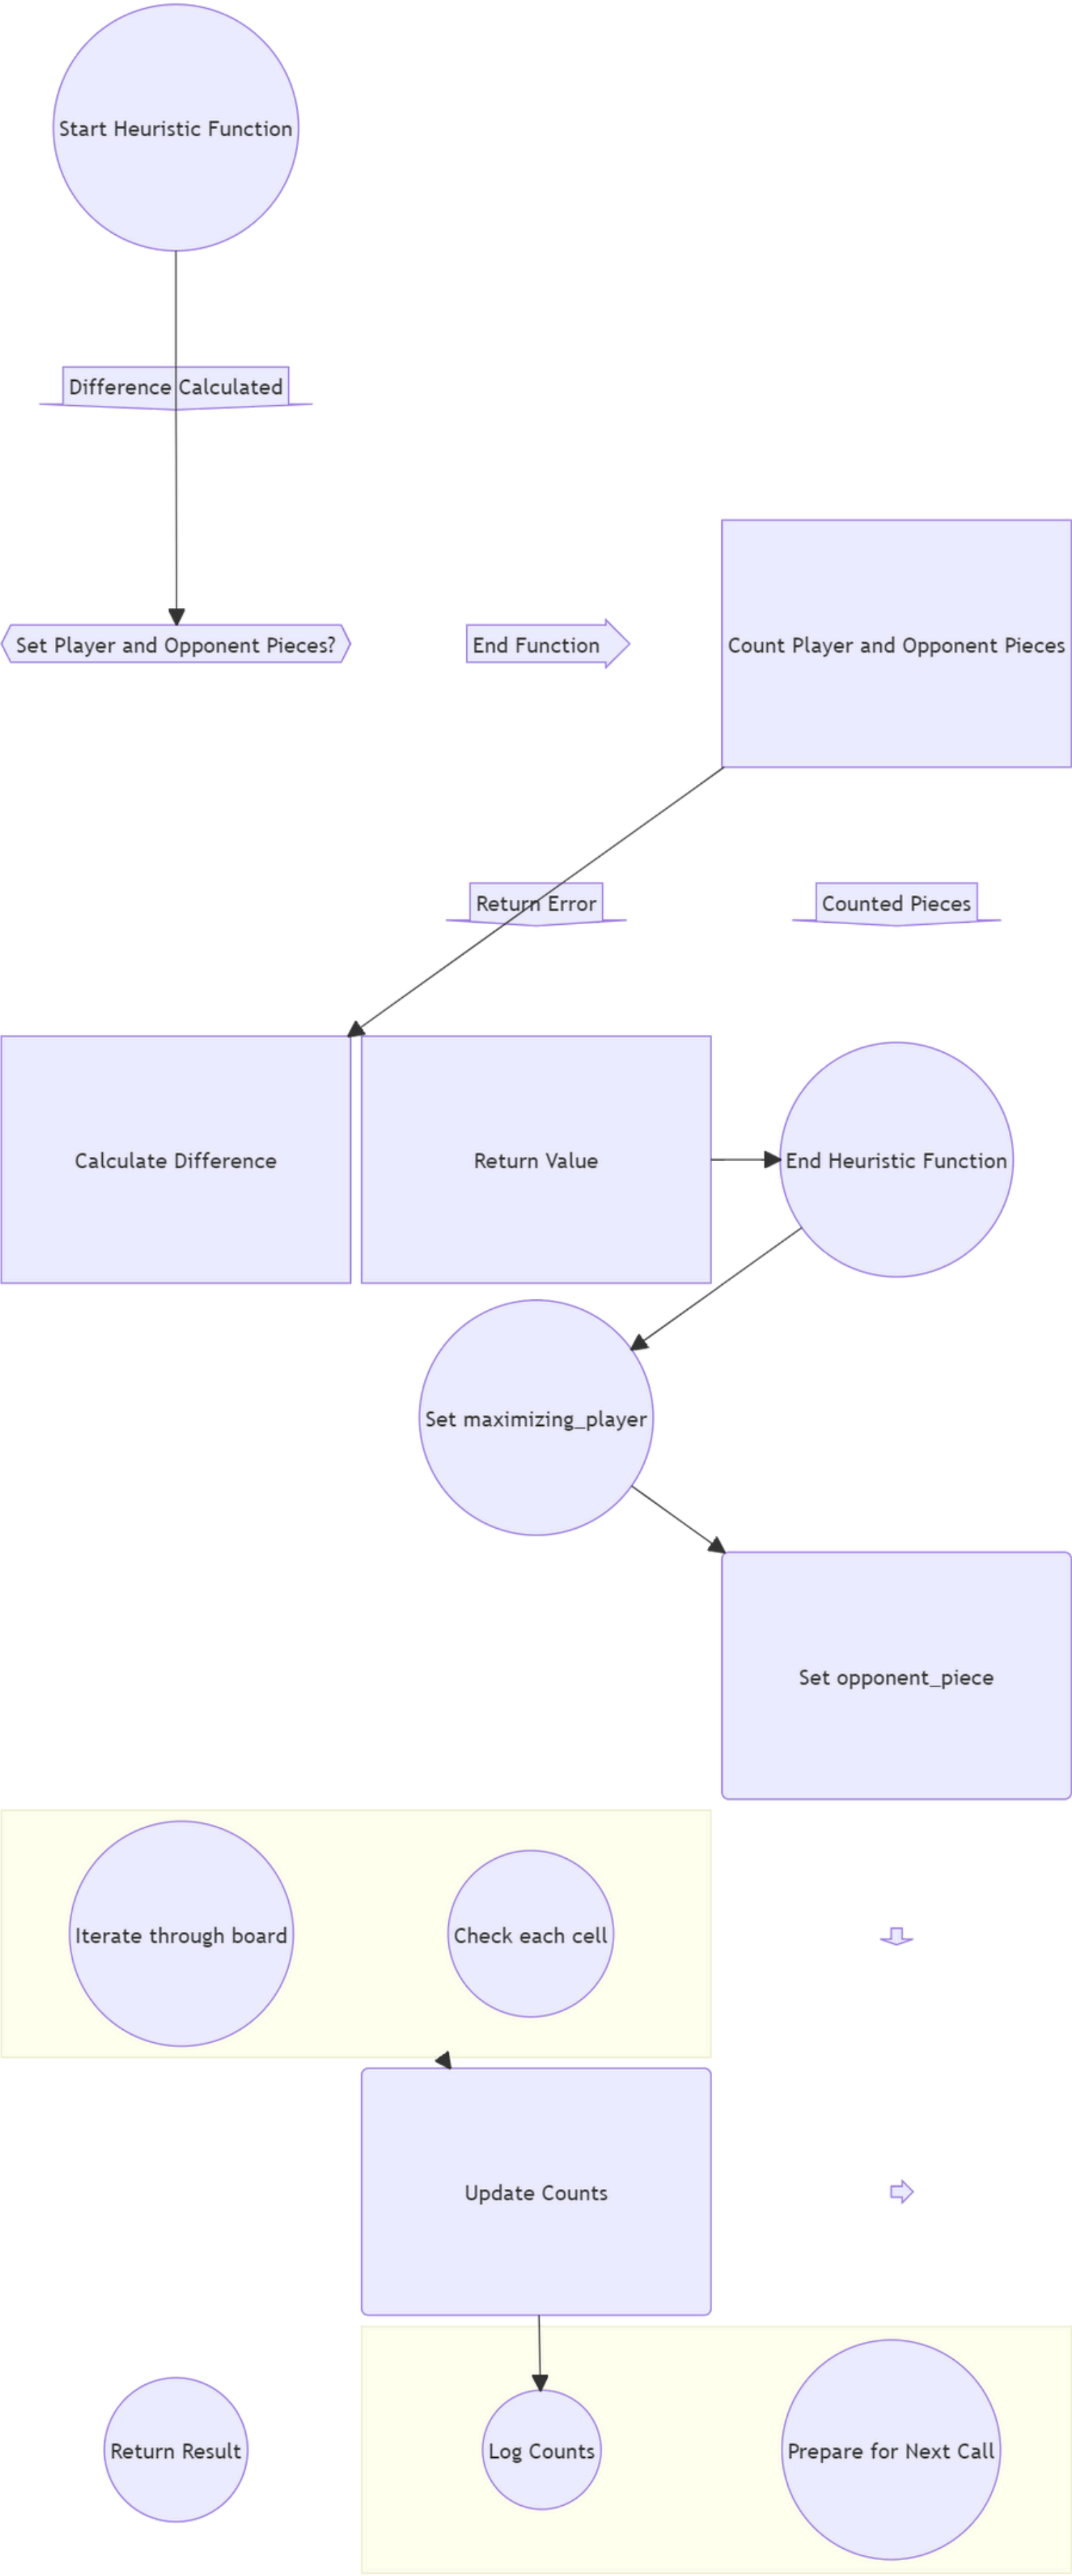 Start Heuristic Function
Difference Calculated
Set Player and Opponent Pieces?
End Function
Count Player and Opponent Pieces
Return Error
Counted Pieces
Calculate Difference
Return Value
End Heuristic Function
Set maximizing_player
Set opponent_piece
Iterate through board
Check each cell
Update Counts
Return Result
Log Counts
Prepare for Next Call